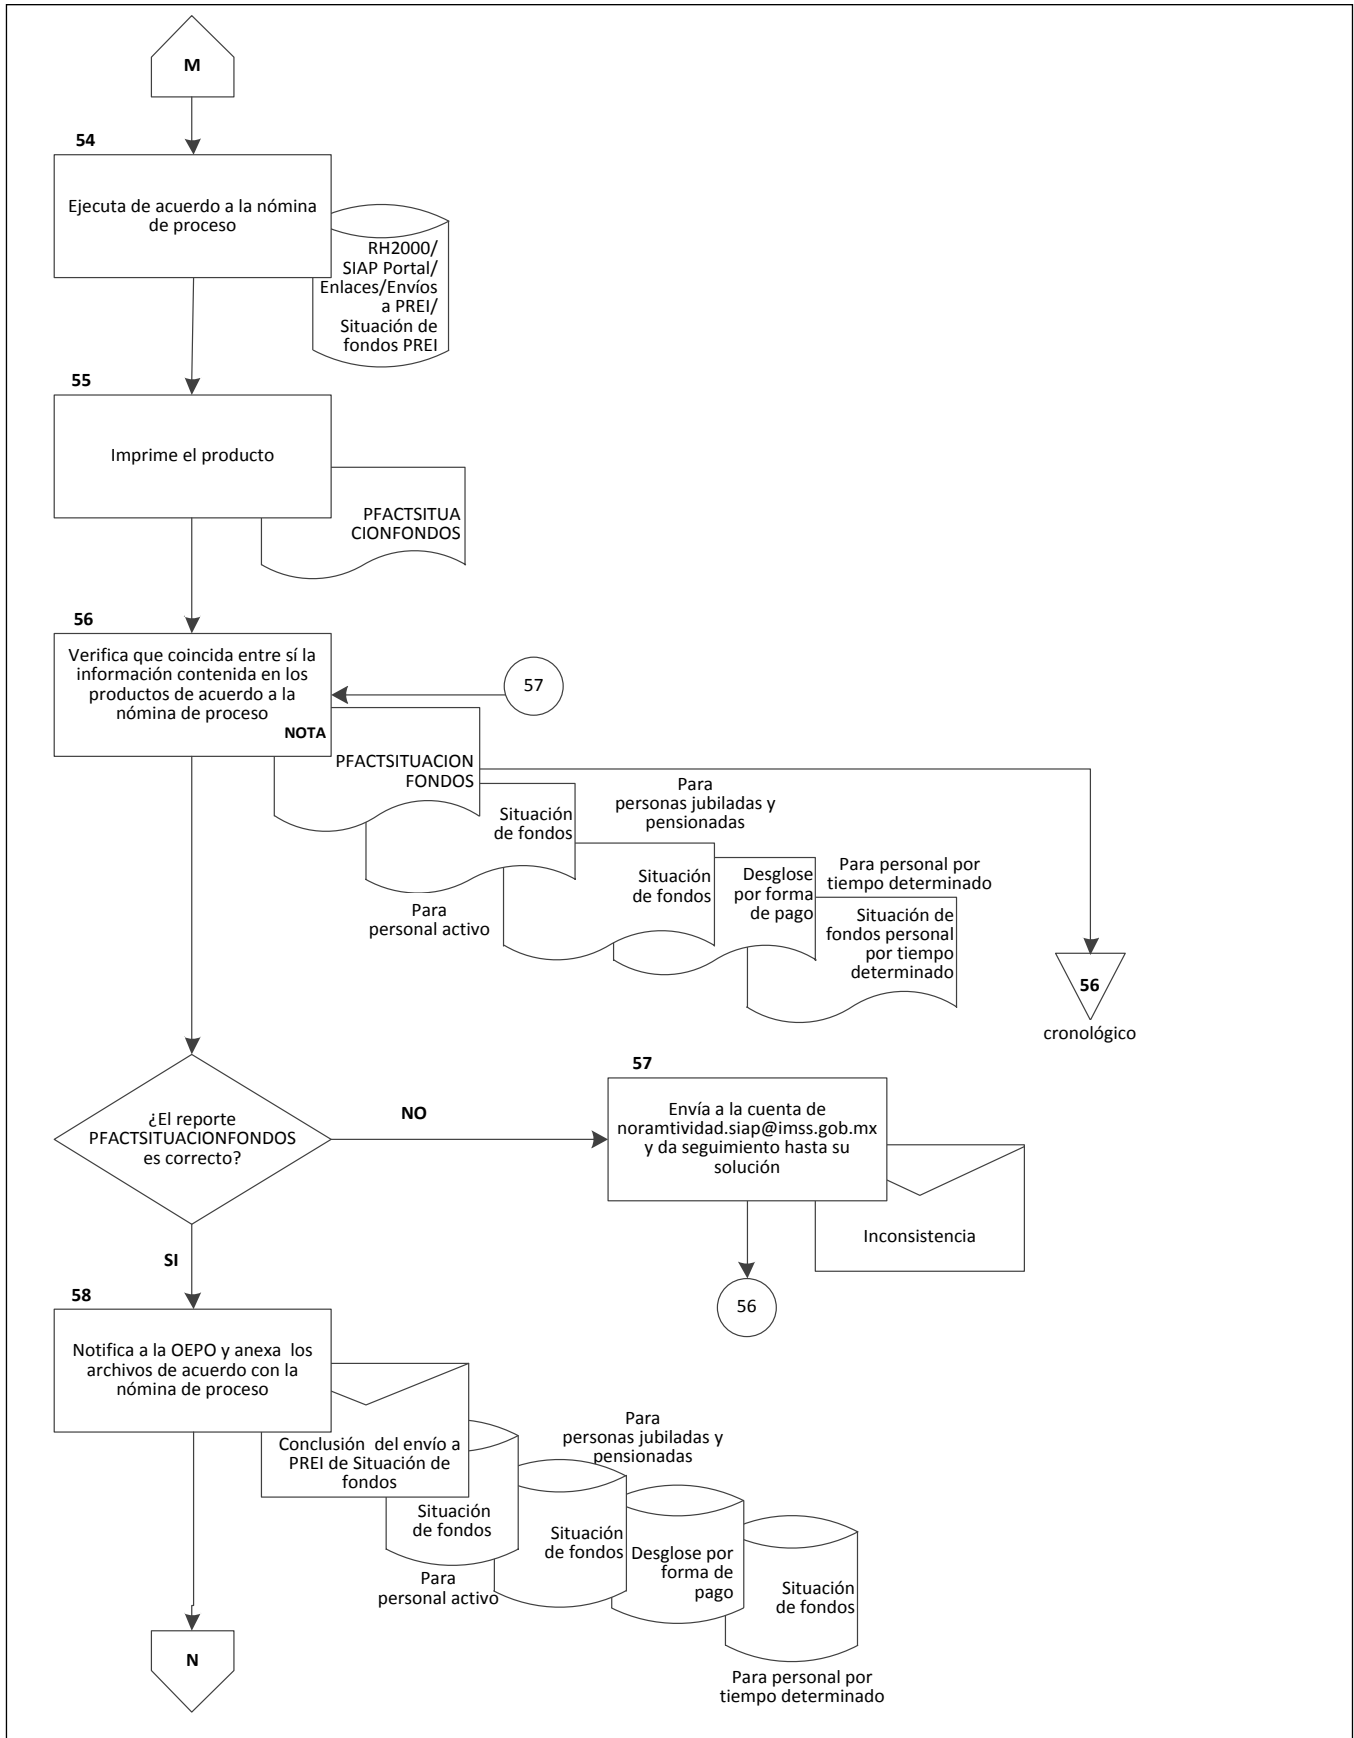 M
54
Ejecuta de acuerdo a la nómina
de proceso
RH2000/
SIAP Portal/
Enlaces/Envíos
a PREI/
Situación de
fondos PREI
55
Imprime el producto
PFACTSITUA
CIONFONDOS
56
Verifica que coincida entre sí la
información contenida en los
productos de acuerdo a la
nómina de proceso
NOTA
57
PFACTSITUACION
FONDOS
Situación
de fondos
Para
personal activo
Para
personas jubiladas y
pensionadas
Situación
de fondos
Desglose
por forma
de pago
Para personal por
tiempo determinado
Situación de
fondos personal
por tiempo
determinado
56
cronológico
¿El reporte
PFACTSITUACIONFONDOS
es correcto?
NO
57
Envía a la cuenta de
noramtividad.siap@imss.gob.mx
y da seguimiento hasta su
solución
Inconsistencia
56
SI
58
Notifica a la OEPO y anexa  los
archivos de acuerdo con la
nómina de proceso
Conclusión  del envío a
PREI de Situación de
fondos
Situación
de fondos
Para
personal activo
Para
personas jubiladas y
pensionadas
Situación
de fondos
Desglose por
forma de
pago
Situación
de fondos
Para personal por
tiempo determinado
N